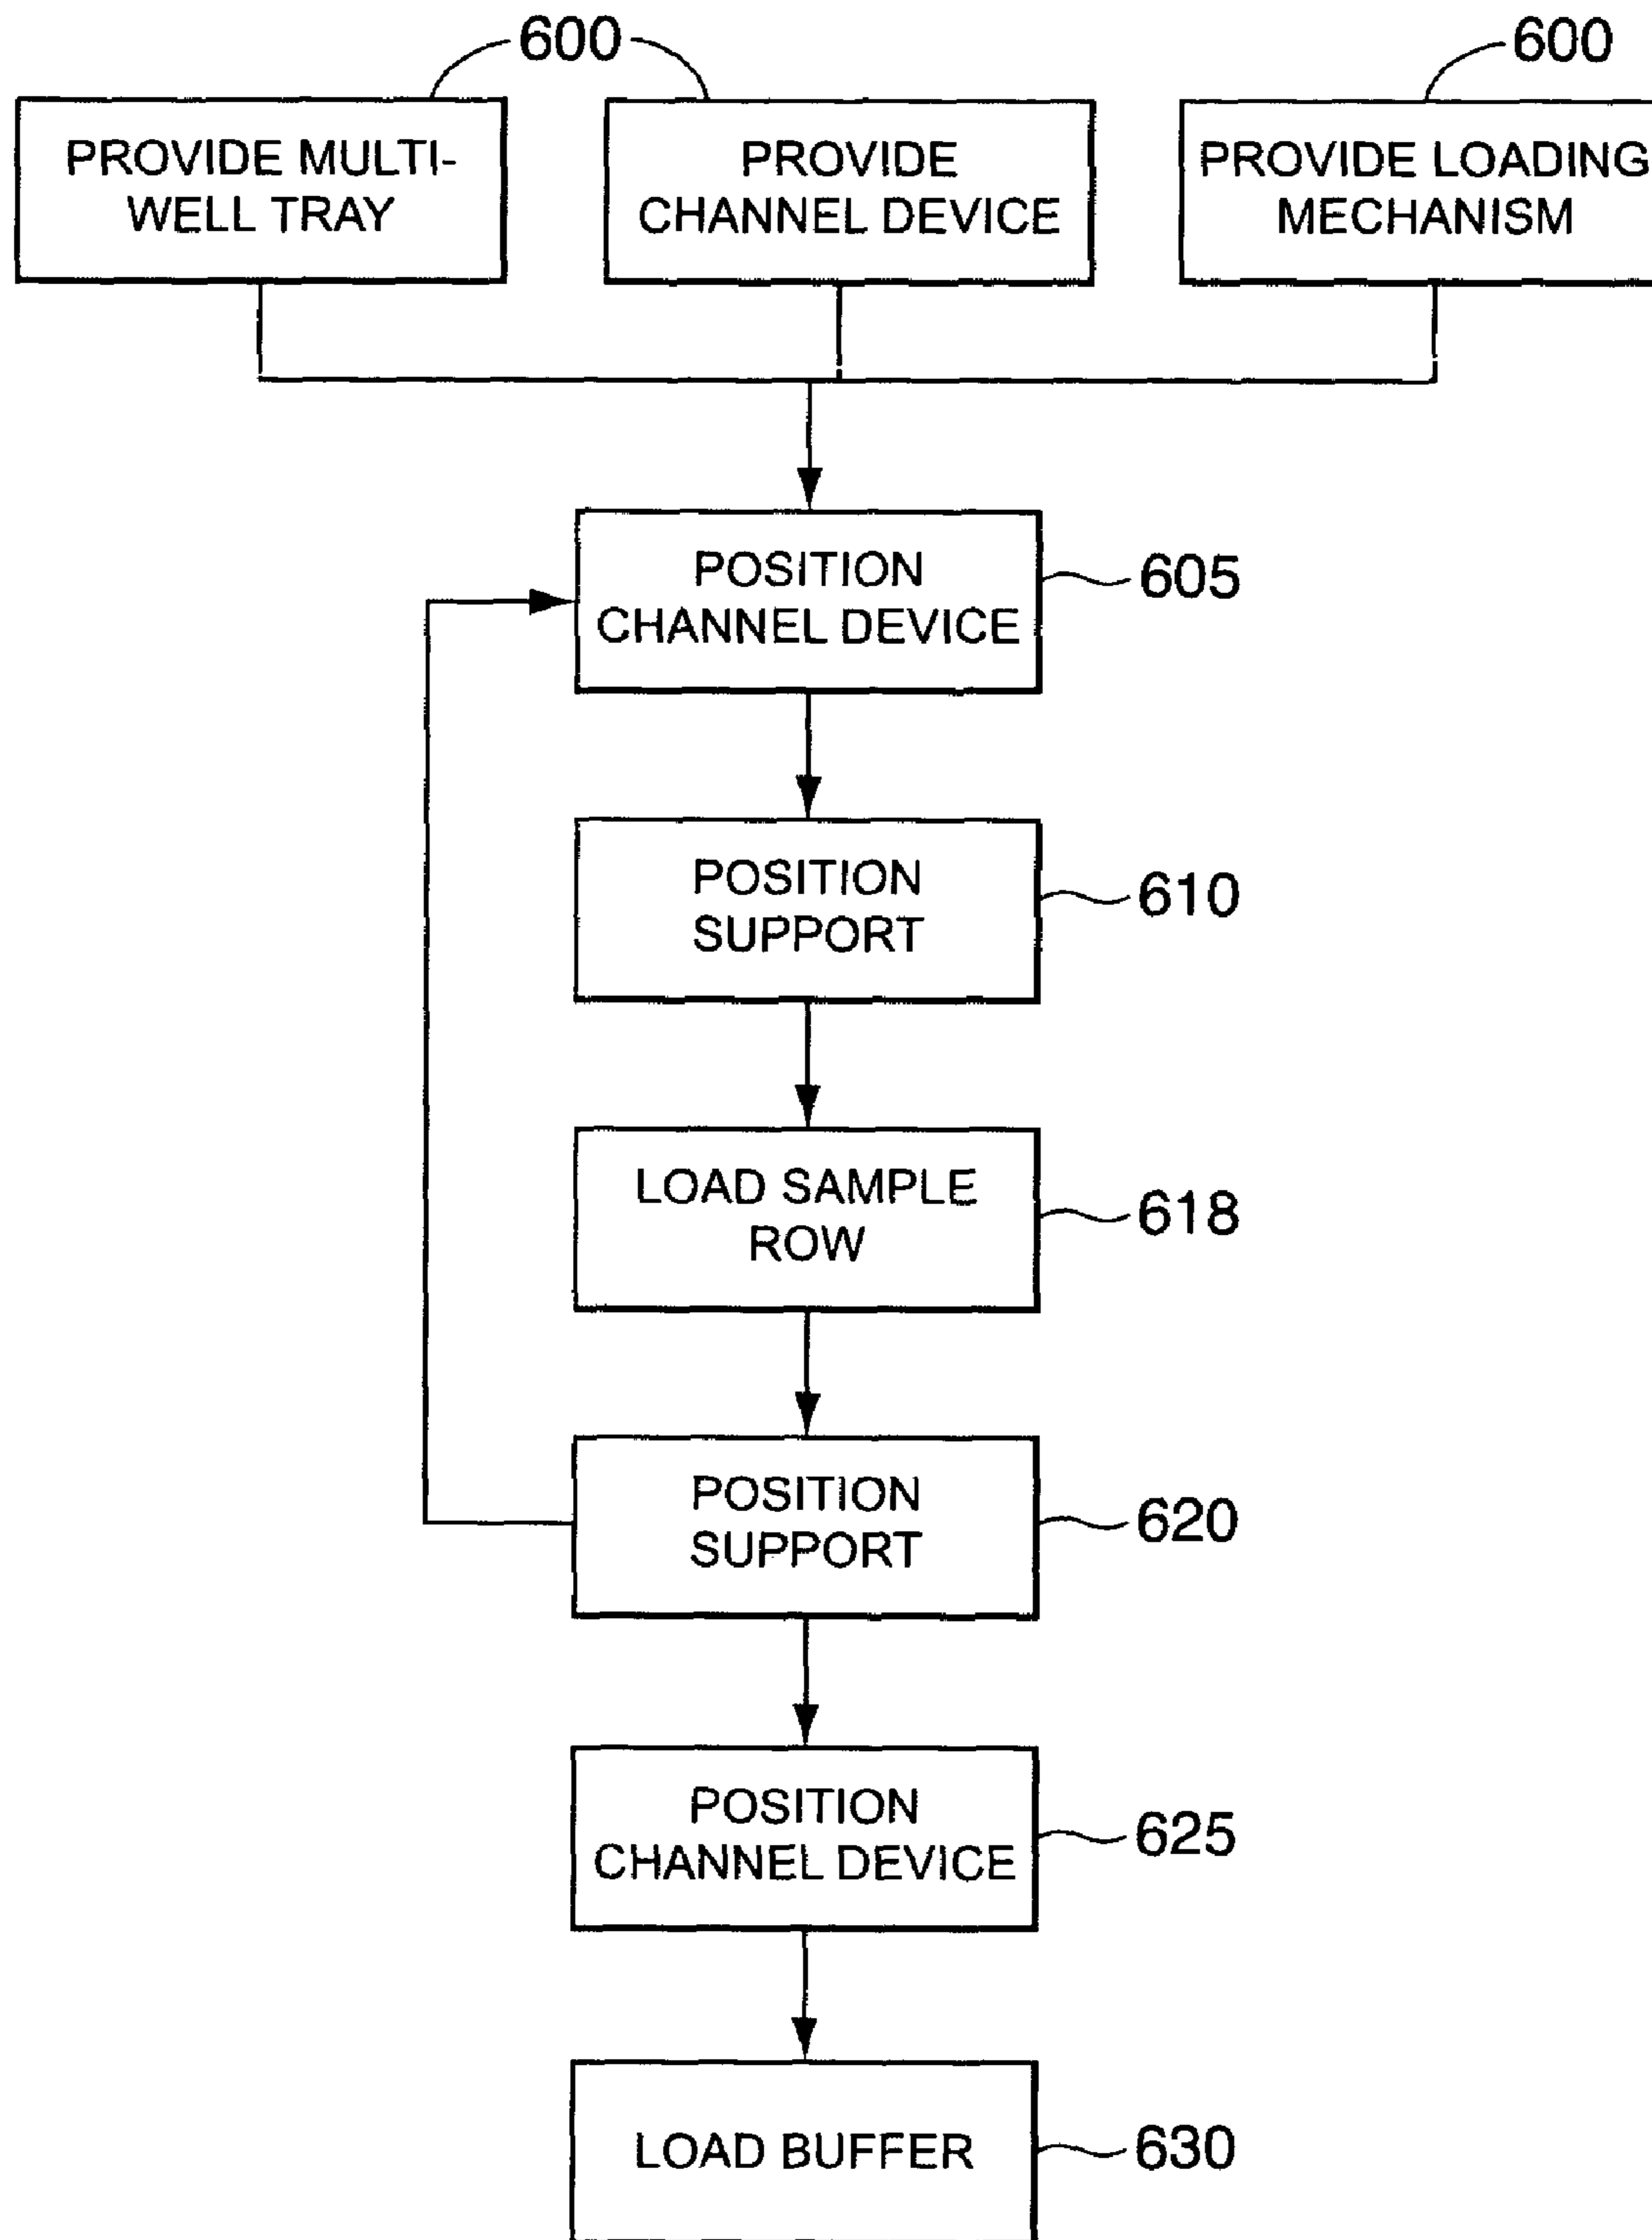 600
600
PROVIDE MULTI-
WELL TRAY
PROVIDE
CHANNEL DEVICE
PROVIDE LOADING
MECHANISM
POSITION
CHANNEL DEVICE
605
POSITION
SUPPORT
610
LOAD SAMPLE
ROW
618
POSITION
SUPPORT
620
POSITION
CHANNEL DEVICE
625
LOAD BUFFER
630